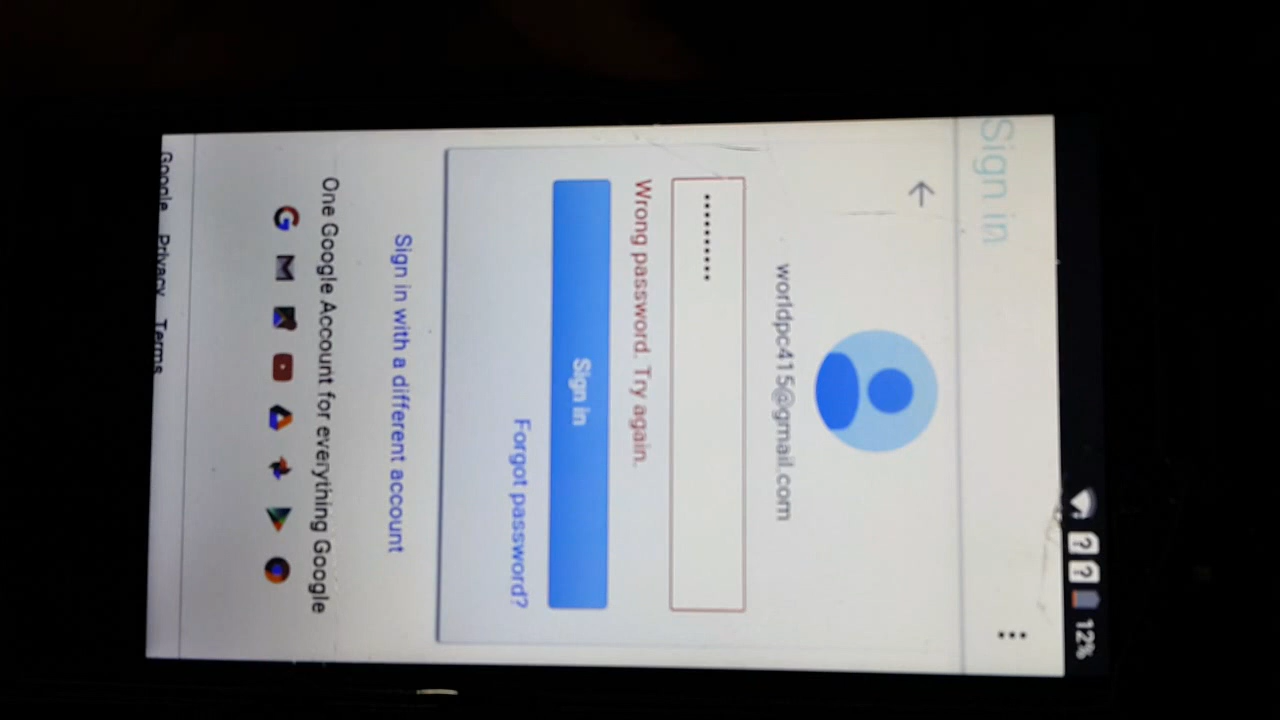 12%
Sign in
worldpc415@gmail.com
••••••••••
Wrong password. Try again.
Sign in
Forgot password?
Sign in with a different account
One Google Account for everything Google
Google Privacy Terms